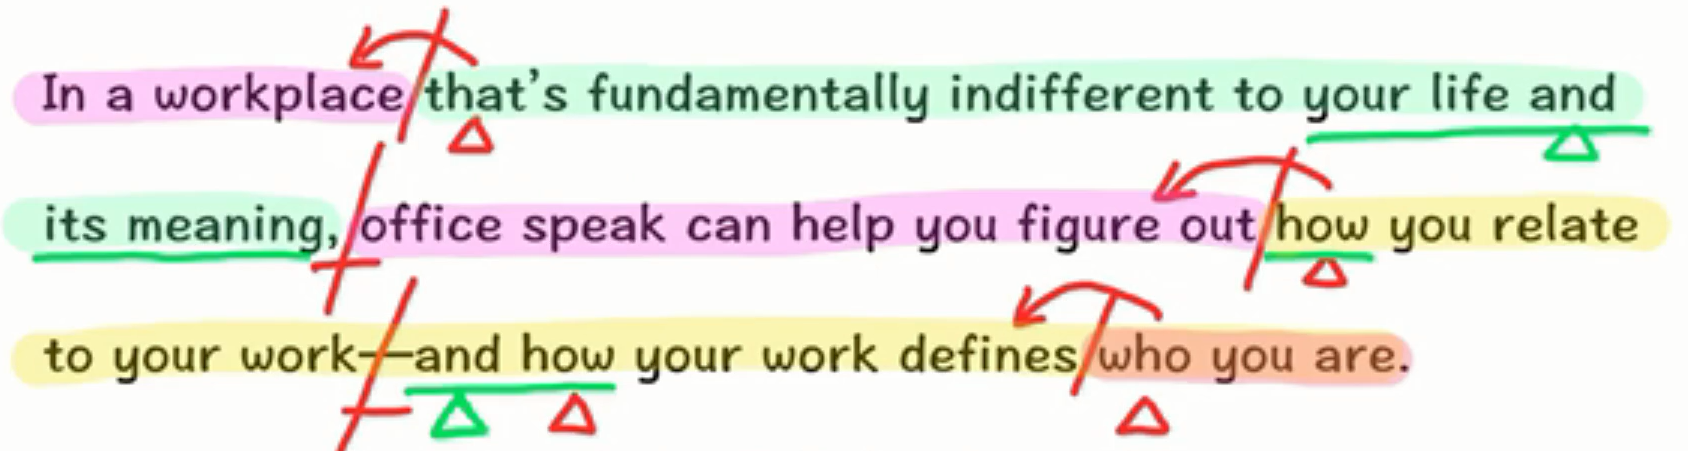 In a workplace that's fundamentally indifferent to your life and
its meaning, office speak can help you figure out how you relate
to your work—and how your work defines who you are.